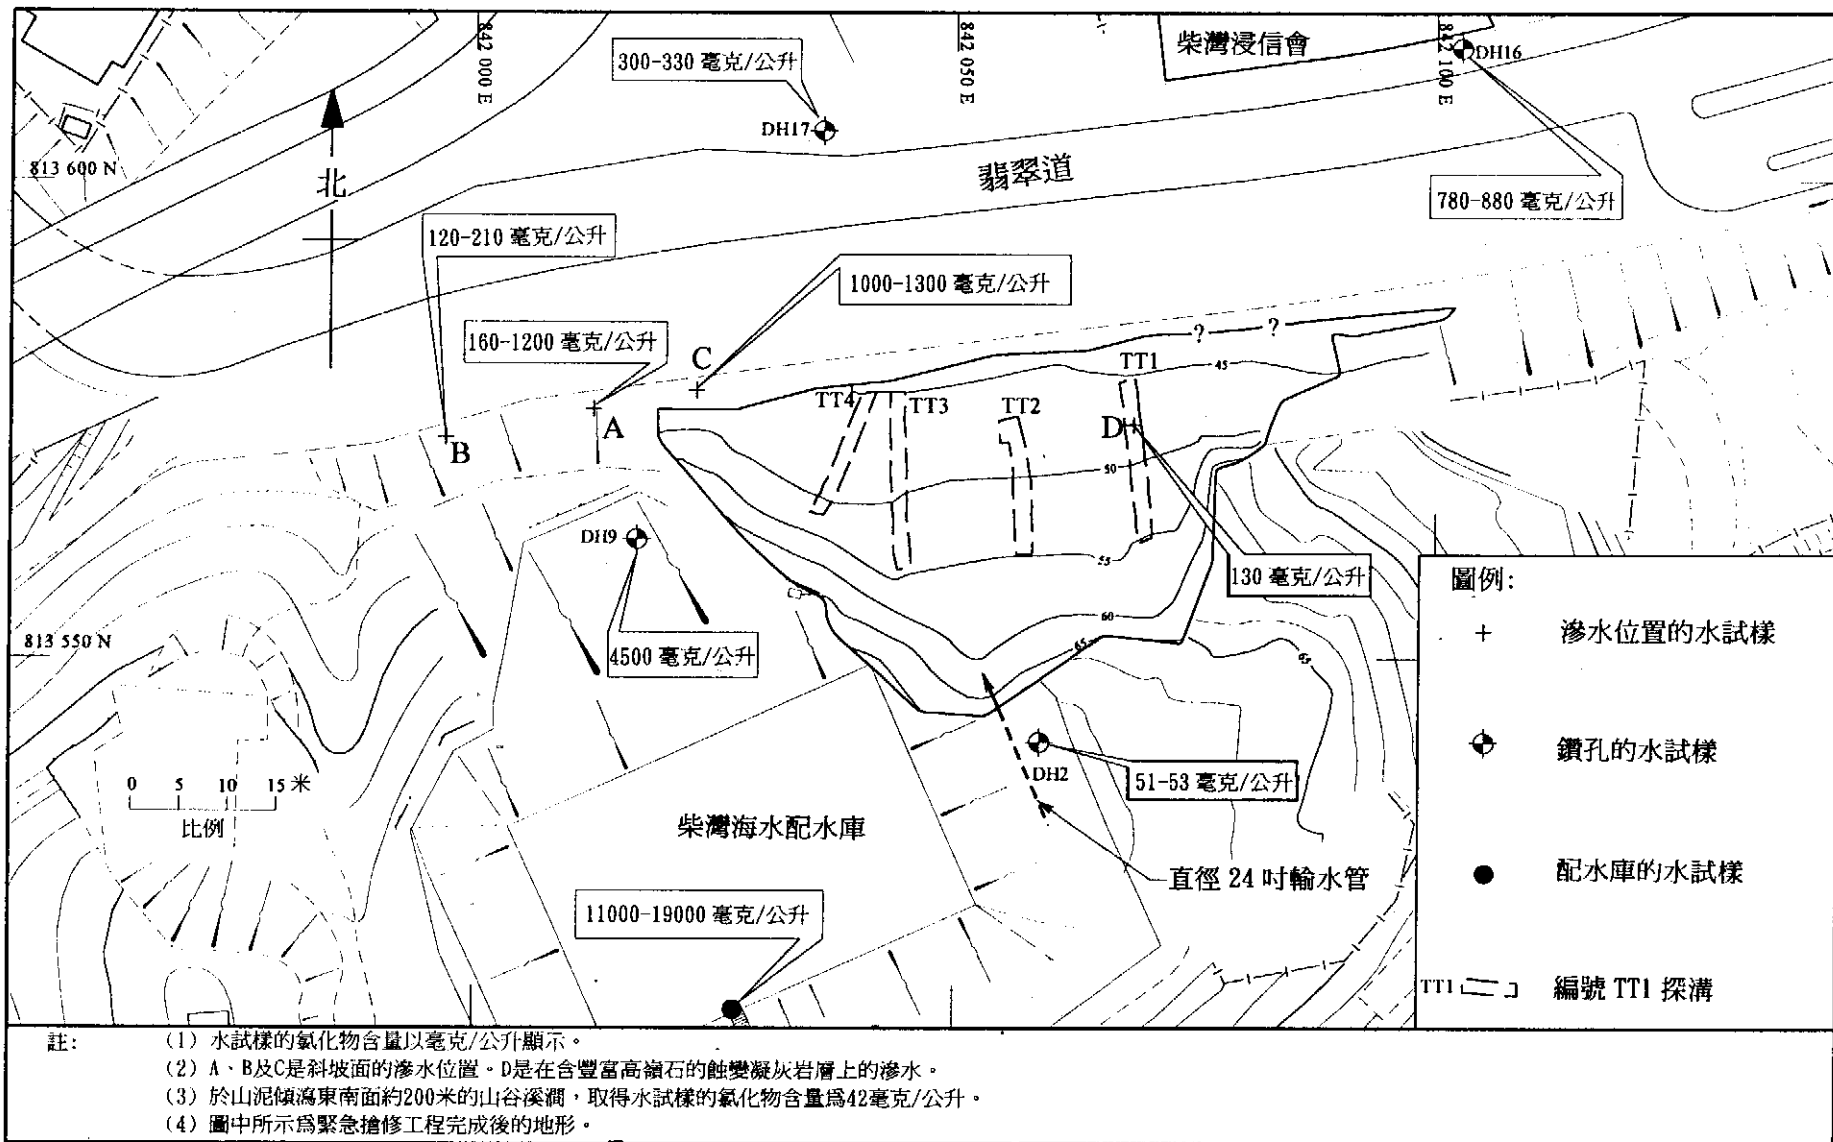 842 000 E
842 050 E
842 100 E
柴灣浸信會
DH16
300-330 毫克/公升
DH17
813 600 N
北
翡翠道
780-880 毫克/公升
120-210 毫克/公升
1000-1300 毫克/公升
160-1200 毫克/公升
C
A
B
? ?
45
TT1
TT4
TT3
TT2
D
50
DH9
55
130 毫克/公升
60
65
65
4500 毫克/公升
813 550 N
DH2
51-53 毫克/公升
0 5 10 15 米
比例
柴灣海水配水庫
直徑 24 吋輸水管
11000-19000 毫克/公升
圖例:
滲水位置的水試樣
鑽孔的水試樣
配水庫的水試樣
TT1 編號 TT1 探溝
註:
(1) 水試樣的氯化物含量以毫克/公升顯示。
(2) A、B及C是斜坡面的滲水位置。D是在含豐富高嶺石的蝕變凝灰岩層上的滲水。
(3) 於山泥傾瀉東南面約200米的山谷溪澗，取得水試樣的氯化物含量爲42毫克/公升。
(4) 圖中所示爲緊急搶修工程完成後的地形。